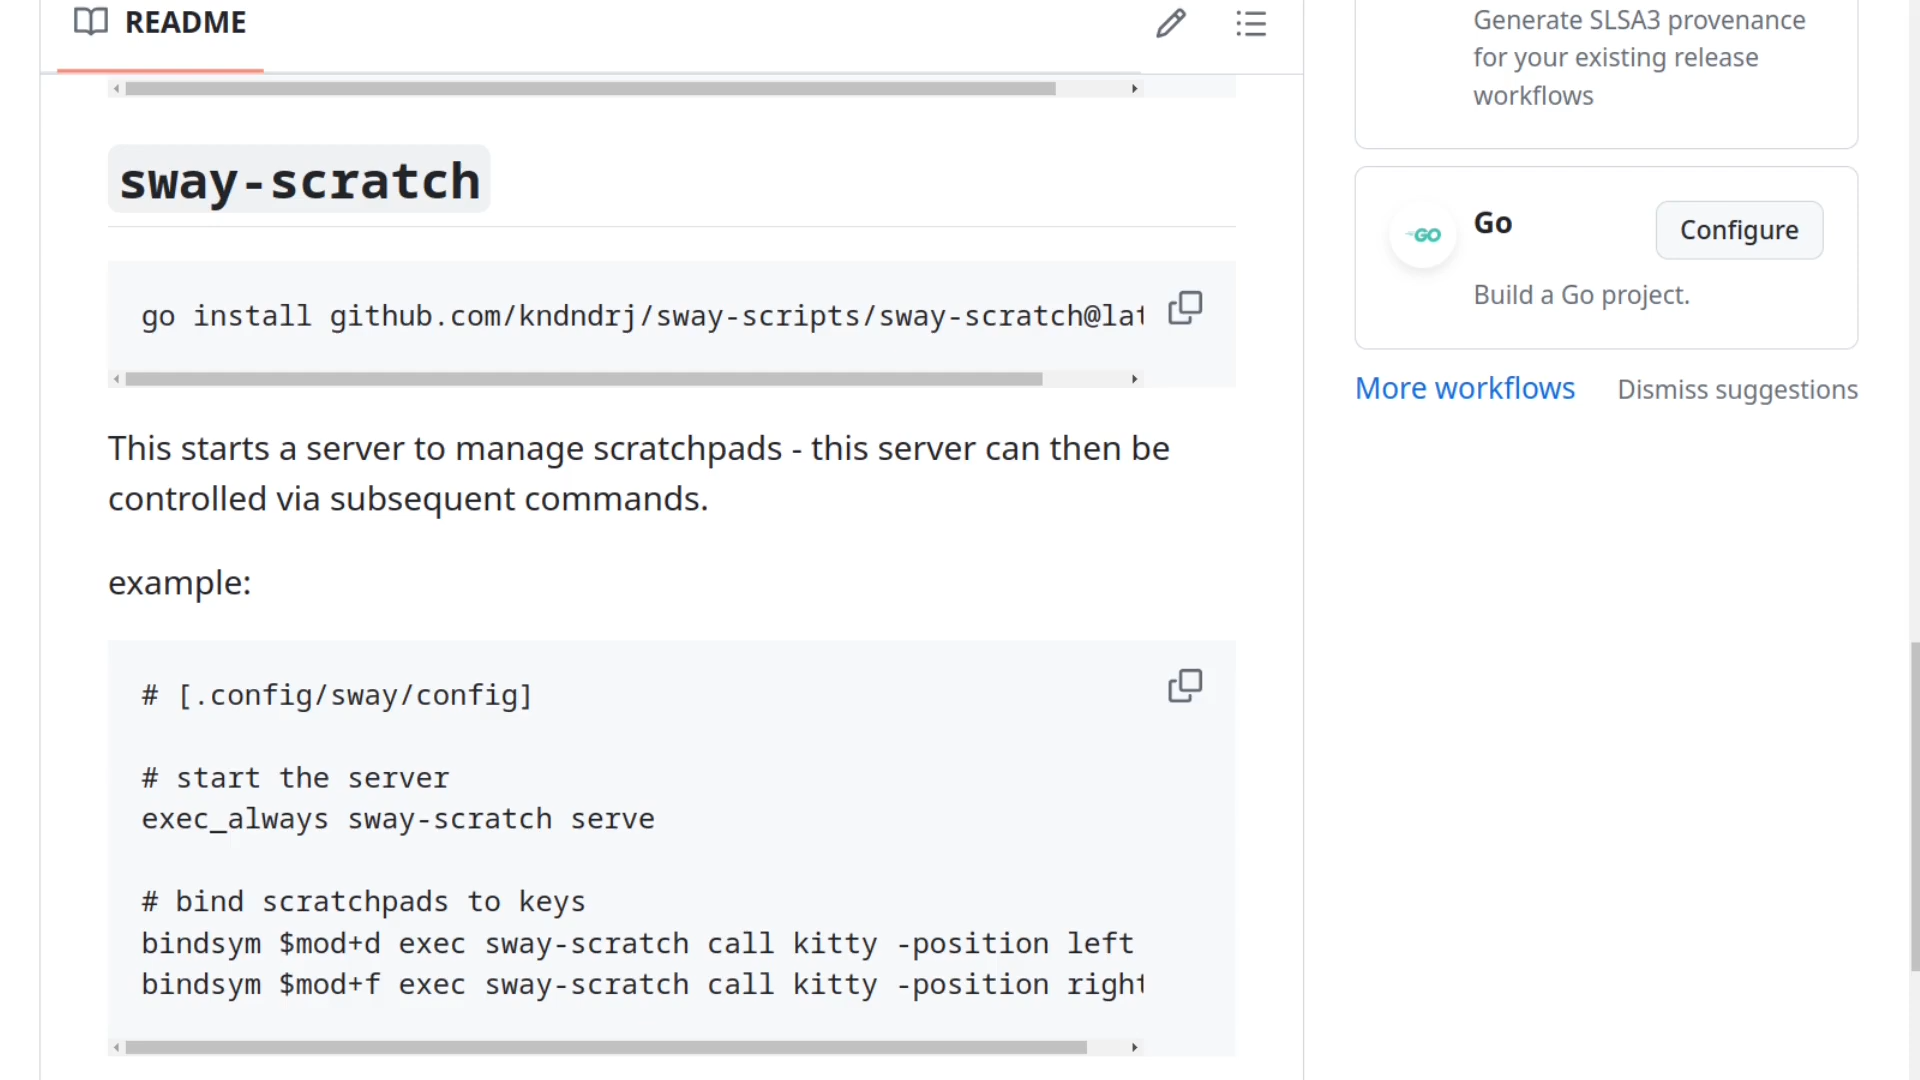 README
sway-scratch
go install github.com/kndndrj/sway-scripts/sway-scratch@lat
This starts a server to manage scratchpads - this server can then be
controlled via subsequent commands.
example:
# [.config/sway/config]
# start the server
exec_always sway-scratch serve
# bind scratchpads to keys
bindsym $mod+d exec sway-scratch call kitty -position left
bindsym $mod+f exec sway-scratch call kitty -position right
Generate SLSA3 provenance
for your existing release
workflows
GO
Go
Configure
Build a Go project.
More workflows
Dismiss suggestions